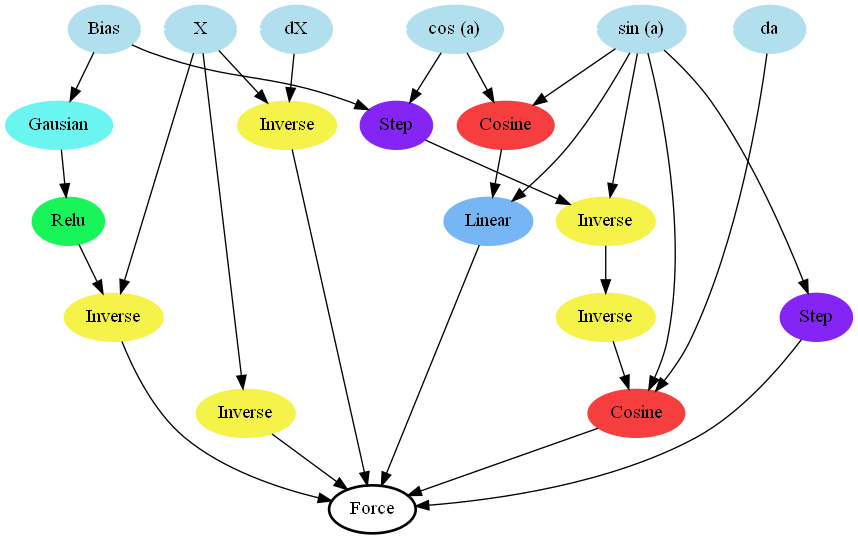 Bias
X
dX
cos (a)
sin (a)
da
Gausian
Inverse
Step
Cosine
Relu
Linear
Inverse
Inverse
Inverse
Step
Inverse
Cosine
Force